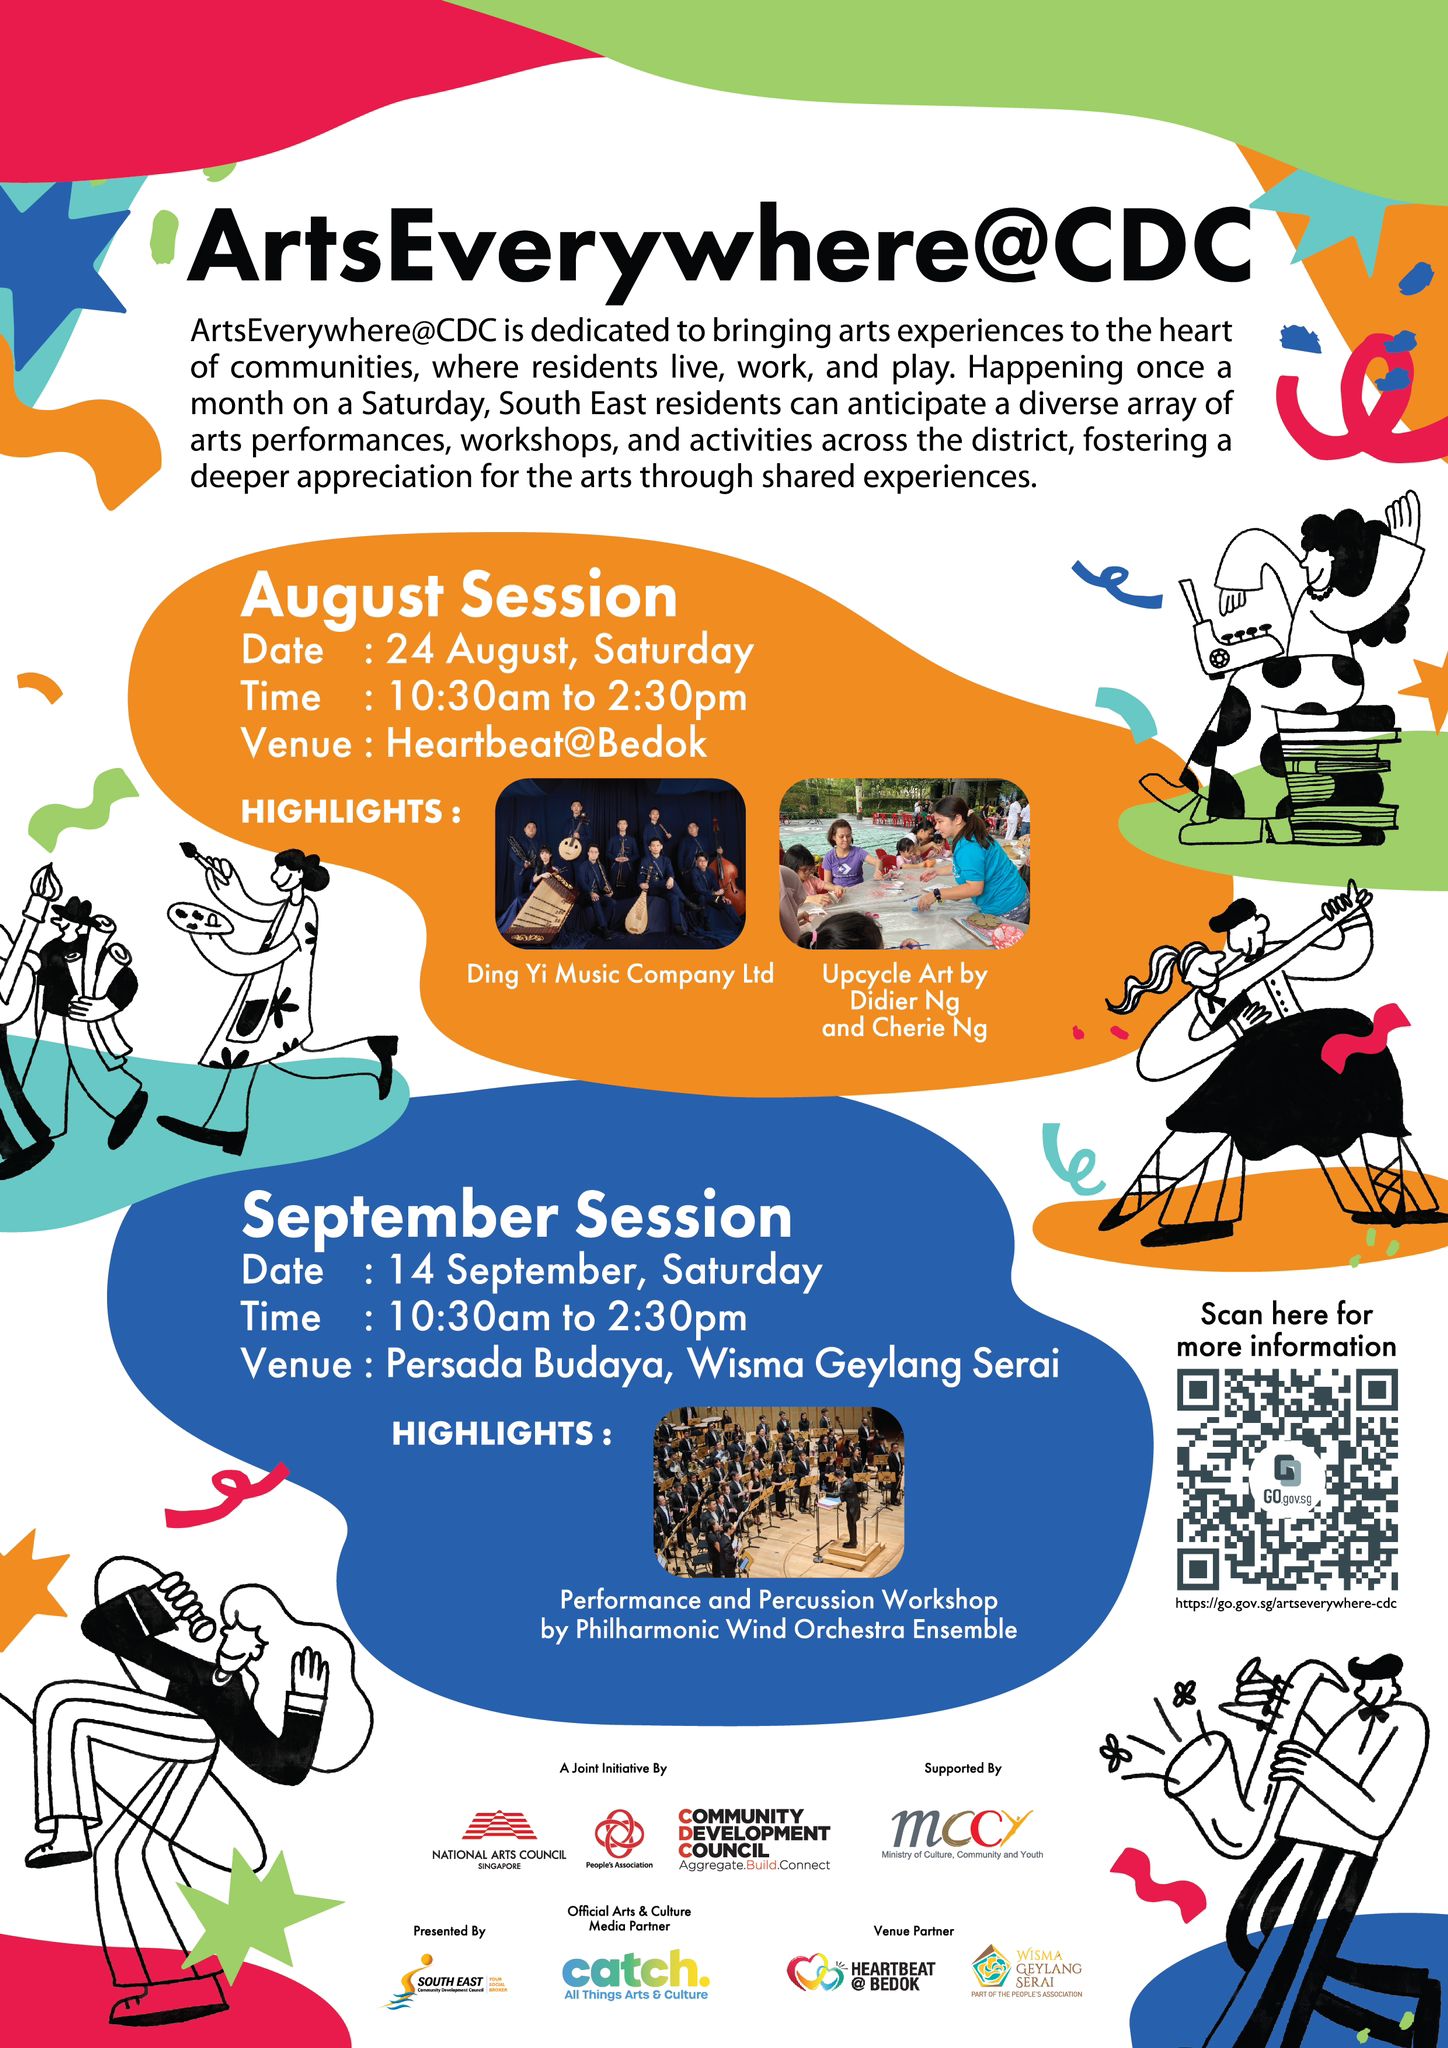 ArtsEverywhere@CDC
ArtsEverywhere@CDC is dedicated to bringing arts experiences to the heart
of communities, where residents live, work, and play. Happening once a
month on a Saturday, South East residents can anticipate a diverse array of
arts performances, workshops, and activities across the district, fostering a
deeper appreciation for the arts through shared experiences.
August Session
Date : 24 August, Saturday
Time : 10:30am to 2:30pm
Venue : Heartbeat@Bedok
HIGHLIGHTS :
Ding Yi Music Company Ltd
Upcycle Art by
Didier Ng
and Cherie Ng
September Session
Date : 14 September, Saturday
Time : 10:30am to 2:30pm
Venue : Persada Budaya, Wisma Geylang Serai
HIGHLIGHTS :
Performance and Percussion Workshop
by Philharmonic Wind Orchestra Ensemble
Scan here for
more information
GO.gov.sg
https://go.gov.sg/artseverywhere-cdc
A Joint Initiative By
NATIONAL ARTS COUNCIL
SINGAPORE
People's Association
COMMUNITY
DEVELOPMENT
COUNCIL
Aggregate.Build.Connect
Supported By
mccy
Ministry of Culture, Community and Youth
Presented By
SOUTH EAST
Community Development Council
YOUR
SOCIAL
BROKER
Official Arts & Culture
Media Partner
catch.
All Things Arts & Culture
Venue Partner
HEARTBEAT
@ BEDOK
WISMA
GEYLANG
SERAI
PART OF THE PEOPLE'S ASSOCIATION